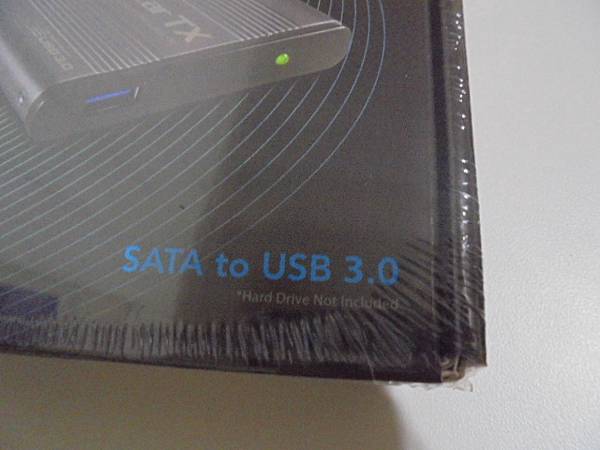 SATA to USB 3.0
*Hard Drive Not Included